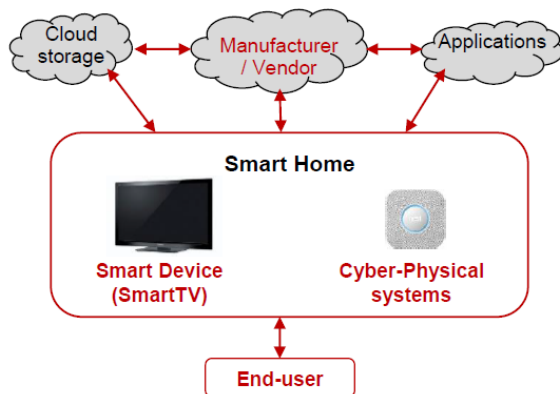 Cloud
storage
Manufacturer
/ Vendor
Applications
Smart Home
Smart Device
(SmartTV)
Cyber-Physical
systems
End-user